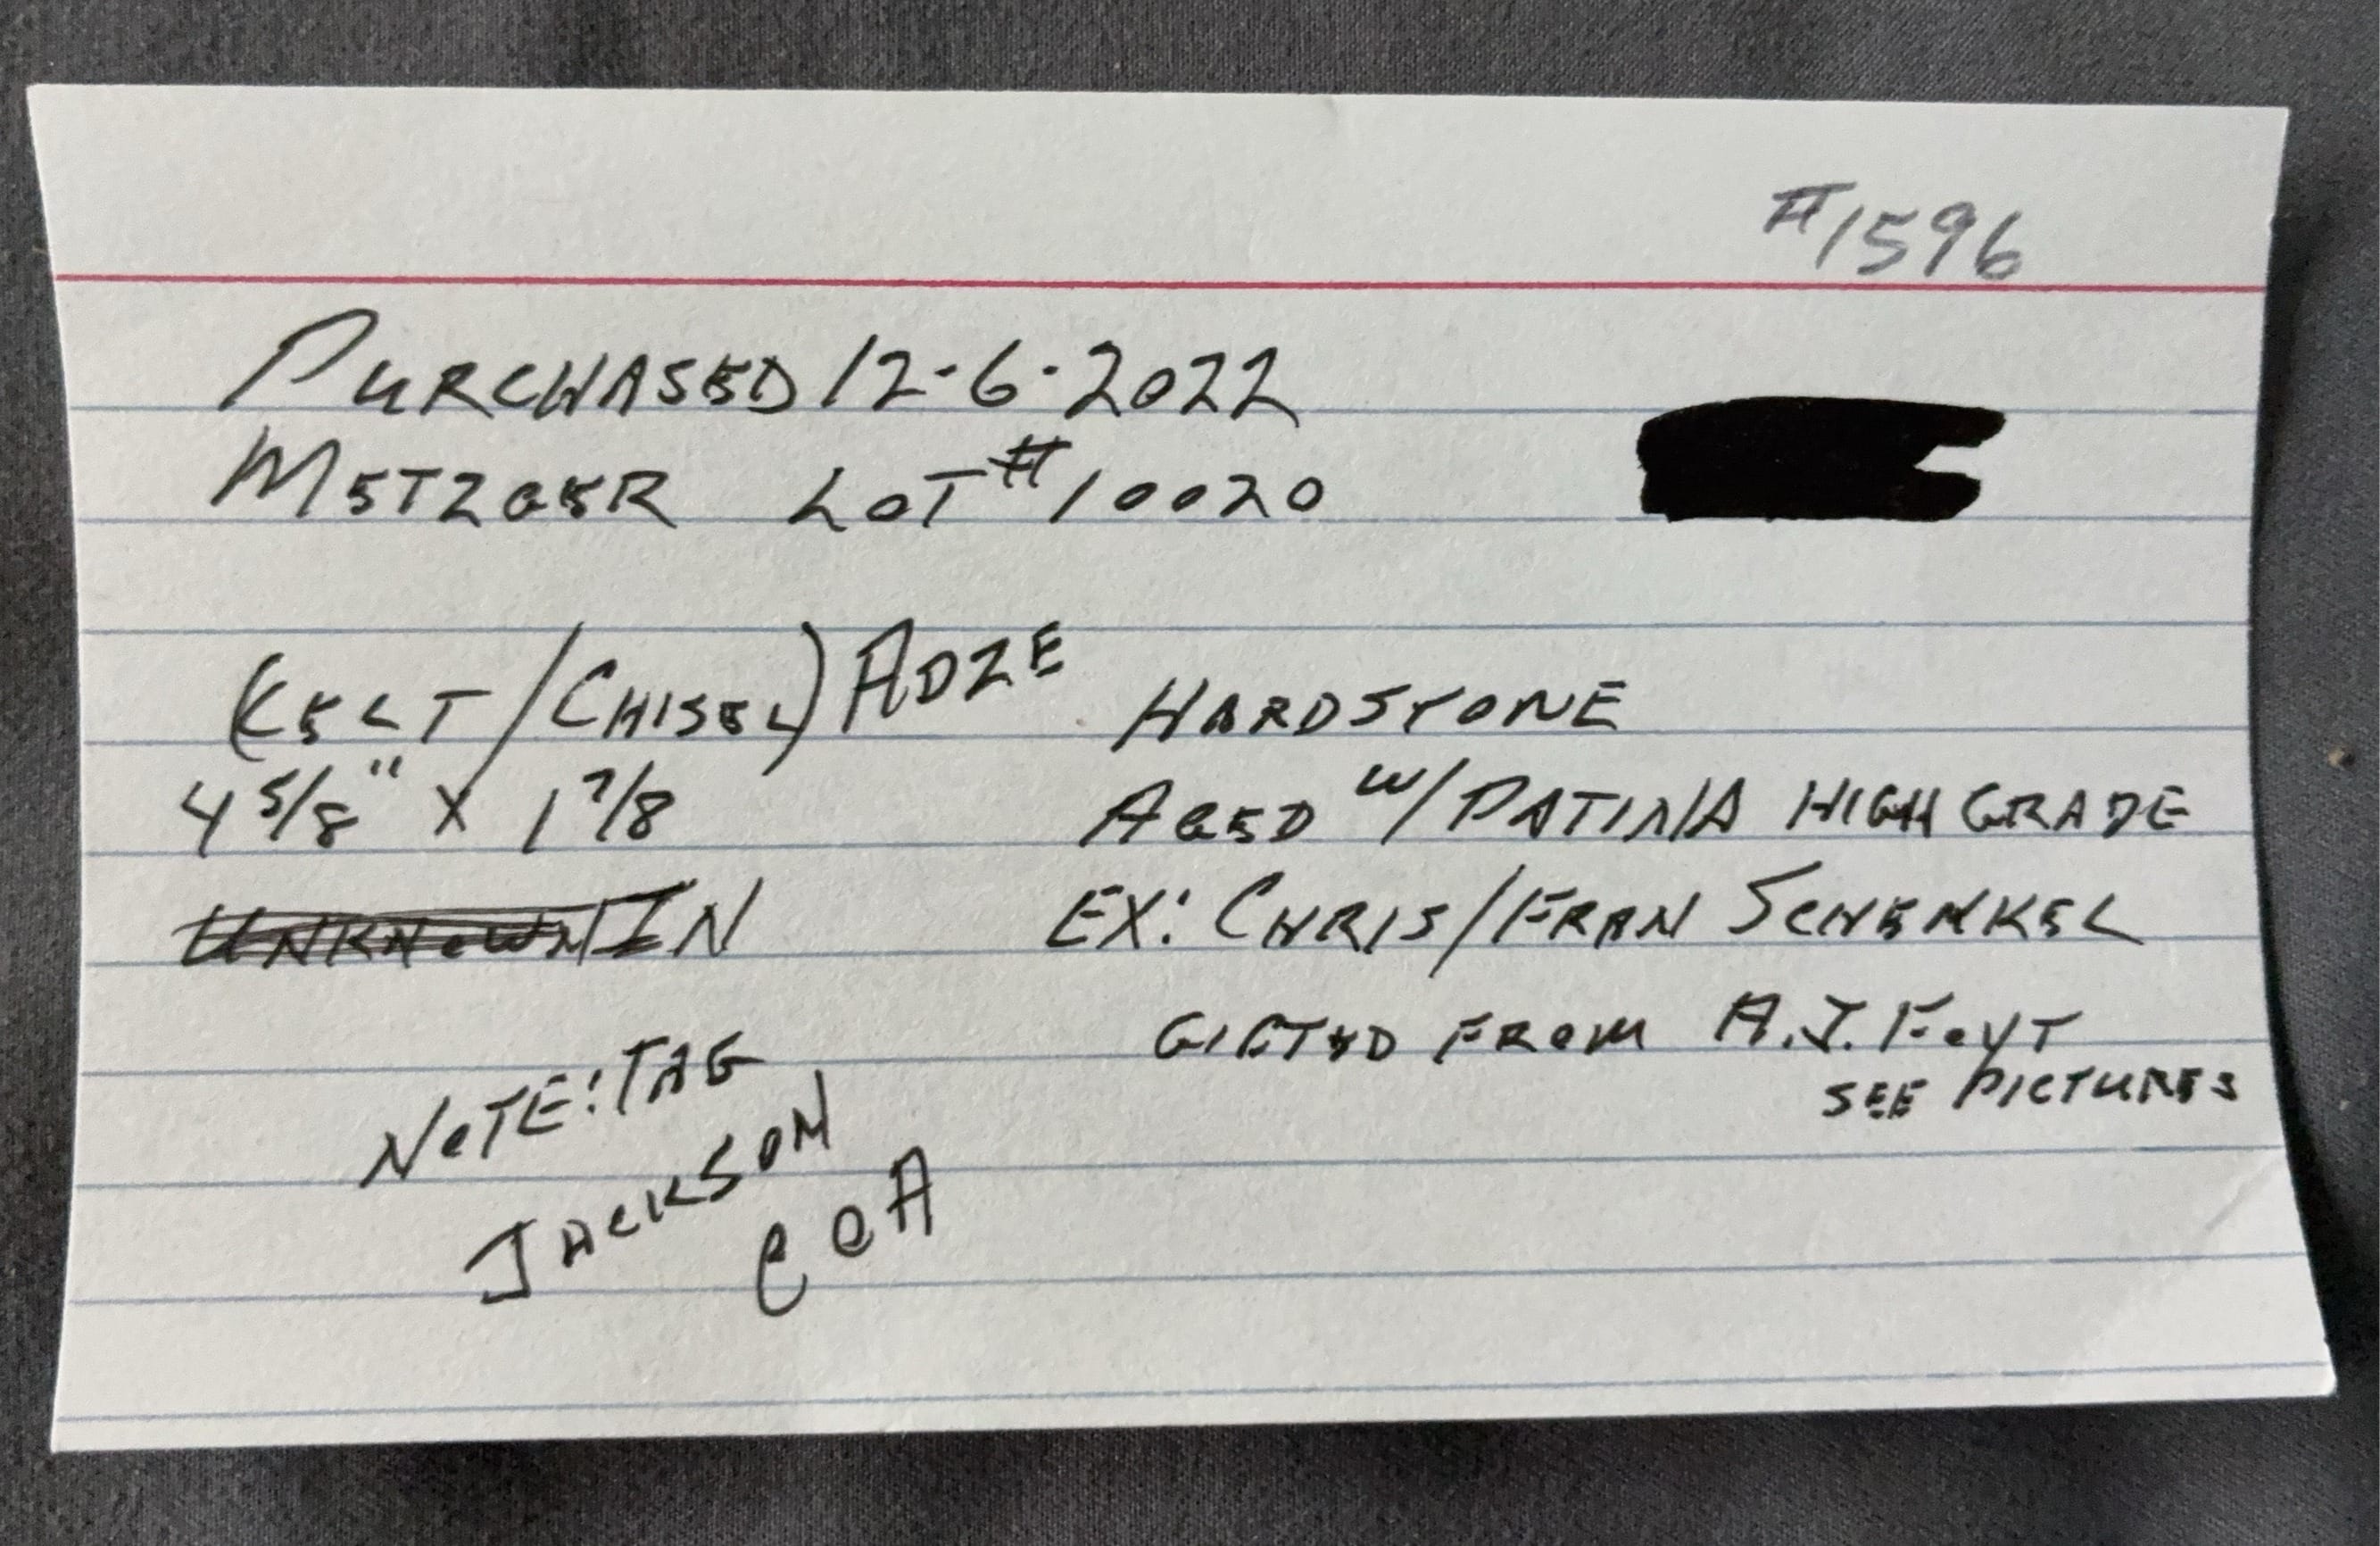 #1596
PURCHASED 12-6-2022
METZGER LOT #10020
(CELT/CHISEL) ADZE
HARDSTONE
4 5/8" X 1 7/8
AGED W/PATINA HIGH GRADE
UNKNOWN IN
EX: CHRIS/FRAN SCHENKEL
GIFTED FROM A.J. FOYT
SEE PICTURES
NOTE: TAG
JACKSON
COA